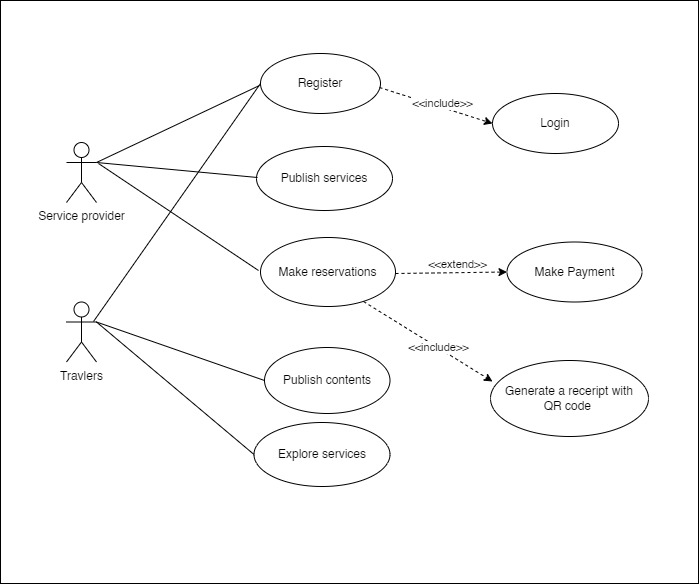 Register
<<include>>
Login
Publish services
Service provider
<<extend>>
Make reservations
Make Payment
<<include>>
Travlers
Publish contents
Generate a receript with
QR code
Explore services